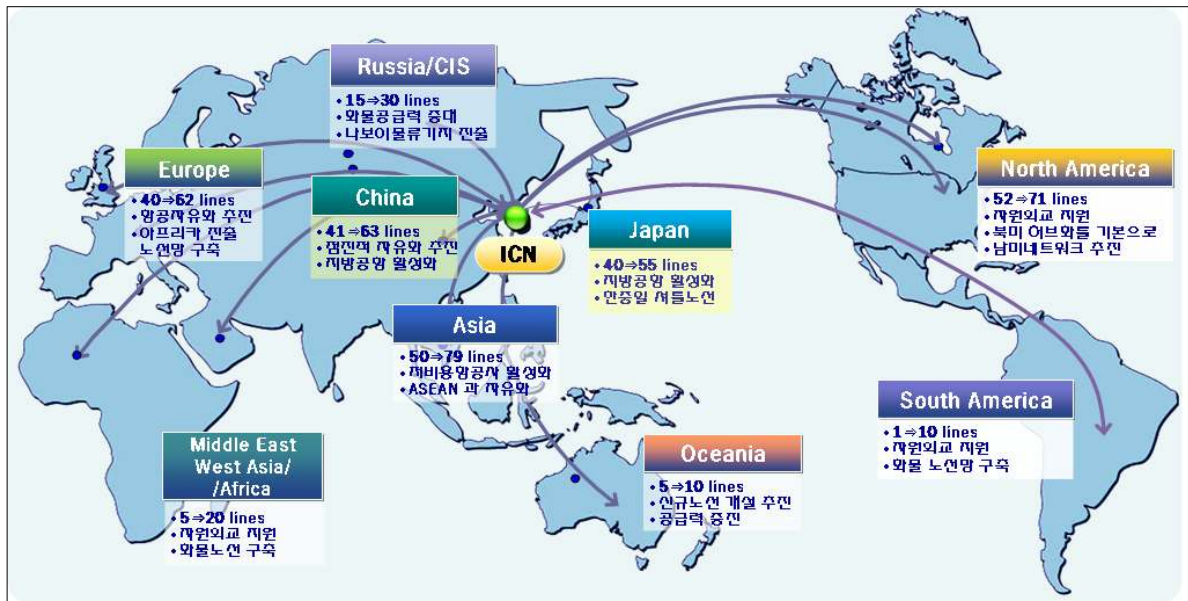 Russia/CIS
• 15⇒30 lines
• 화물공급력 증대
• 나보이물류기지 진출
Europe
• 40⇒62 lines
• 항공자유화 추진
• 아프리카 진출
노선망 구축
China
• 41⇒63 lines
• 점진적 자유화 추진
• 지방공항 활성화
ICN
Japan
• 40⇒55 lines
• 지방공항 활성화
• 한중일 셔틀노선
North America
• 52⇒71 lines
• 자원외교 지원
• 북미 허브화를 기본으로
• 남미네트워크 추진
Asia
• 50⇒79 lines
• 저비용항공사 활성화
• ASEAN 과 자유화
South America
• 1⇒10 lines
• 자원외교 지원
• 화물 노선망 구축
Middle East
West Asia/
/Africa
• 5⇒20 lines
• 자원외교 지원
• 화물노선 구축
Oceania
• 5⇒10 lines
• 신규노선 개설 추진
• 공급력 증진